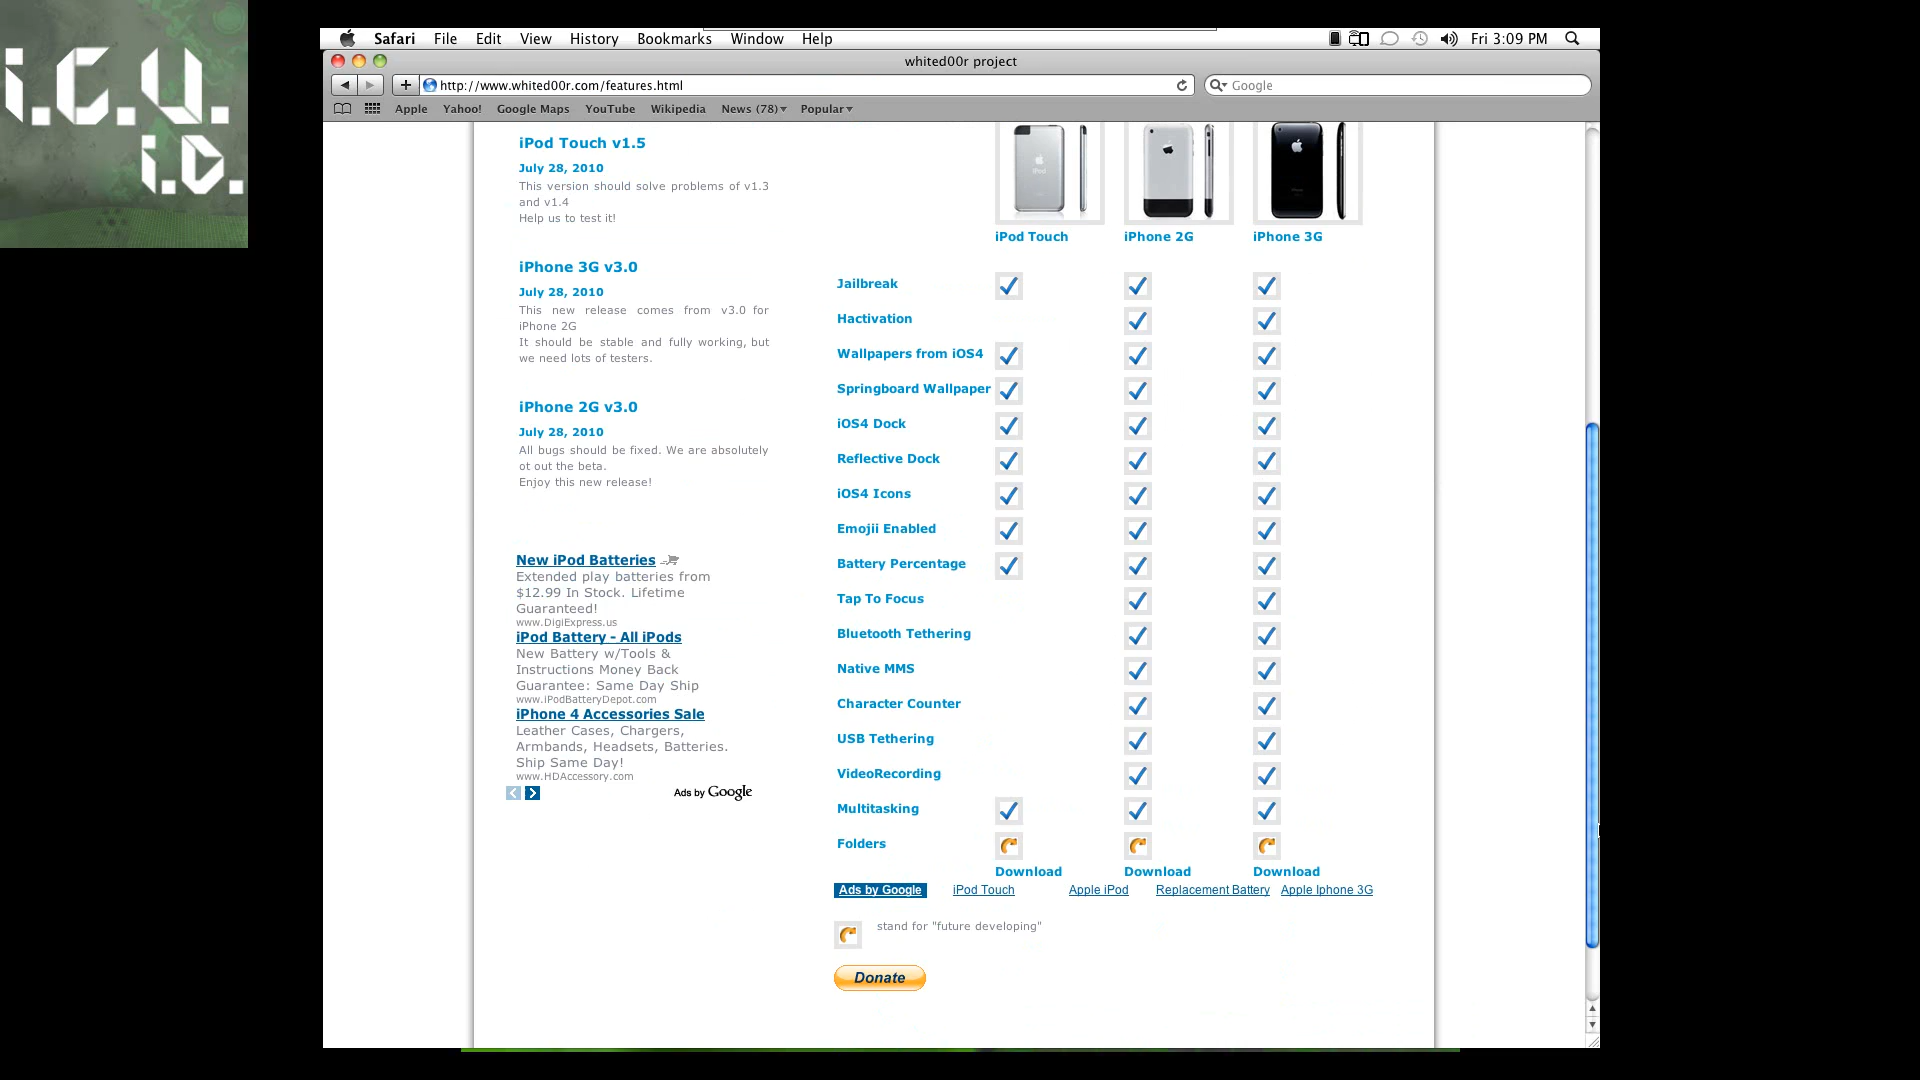 i.C.U.
i.D.
Safari File Edit View History Bookmarks Window Help Fri 3:09 PM
whited00r project
http://www.whited00r.com/features.html Google
Apple Yahoo! Google Maps YouTube Wikipedia News (78) Popular
iPod Touch v1.5
July 28, 2010
This version should solve problems of v1.3
and v1.4
Help us to test it!
iPhone 3G v3.0
July 28, 2010
This new release comes from v3.0 for
iPhone 2G
It should be stable and fully working, but
we need lots of testers.
iPhone 2G v3.0
July 28, 2010
All bugs should be fixed. We are absolutely
ot out the beta.
Enjoy this new release!
New iPod Batteries
Extended play batteries from
$12.99 In Stock. Lifetime
Guaranteed!
www.DigiExpress.us
iPod Battery - All iPods
New Battery w/Tools &
Instructions Money Back
Guarantee: Same Day Ship
www.iPodBatteryDepot.com
iPhone 4 Accessories Sale
Leather Cases, Chargers,
Armbands, Headsets, Batteries.
Ship Same Day!
www.HDAccessory.com
Ads by Google
iPod
iPod Touch iPhone 2G iPhone 3G
Jailbreak
Hactivation
Wallpapers from iOS4
Springboard Wallpaper
iOS4 Dock
Reflective Dock
iOS4 Icons
Emojii Enabled
Battery Percentage
Tap To Focus
Bluetooth Tethering
Native MMS
Character Counter
USB Tethering
VideoRecording
Multitasking
Folders
Download Download Download
Ads by Google iPod Touch Apple iPod Replacement Battery Apple Iphone 3G
stand for "future developing"
Donate